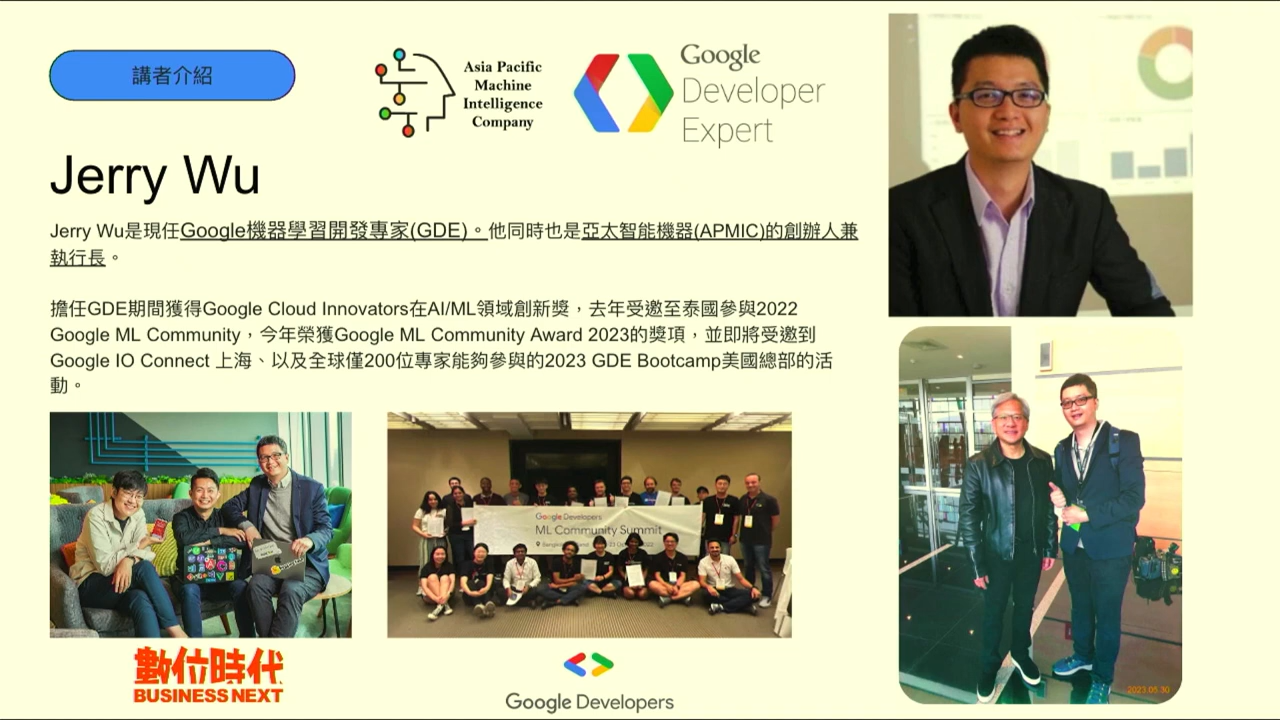 講者介紹
Asia Pacific
Machine
Intelligence
Company
Google
Developer
Expert
Jerry Wu
Jerry Wu是現任Google機器學習開發專家(GDE)。他同時也是亞太智能機器(APMIC)的創辦人兼
執行長。
擔任GDE期間獲得Google Cloud Innovators在AI/ML領域創新獎，去年受邀至泰國參與2022
Google ML Community，今年榮獲Google ML Community Award 2023的獎項，並即將受邀到
Google IO Connect 上海、以及全球僅200位專家能夠參與的2023 GDE Bootcamp美國總部的活
動。
Google Developers
ML Community Summit
數位時代
BUSINESS NEXT
Google Developers
2023.05.30